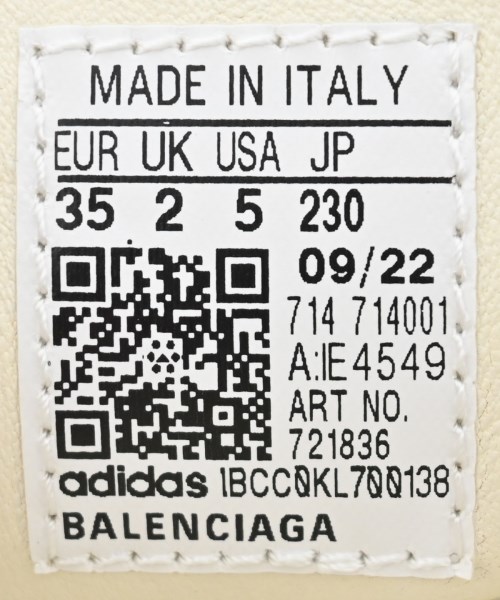 MADE IN ITALY
EUR UK USA JP
35 2 5 230
09/22
714 714001
A:IE4549
ART NO.
721836
adidas 1BCC0KL700138
BALENCIAGA